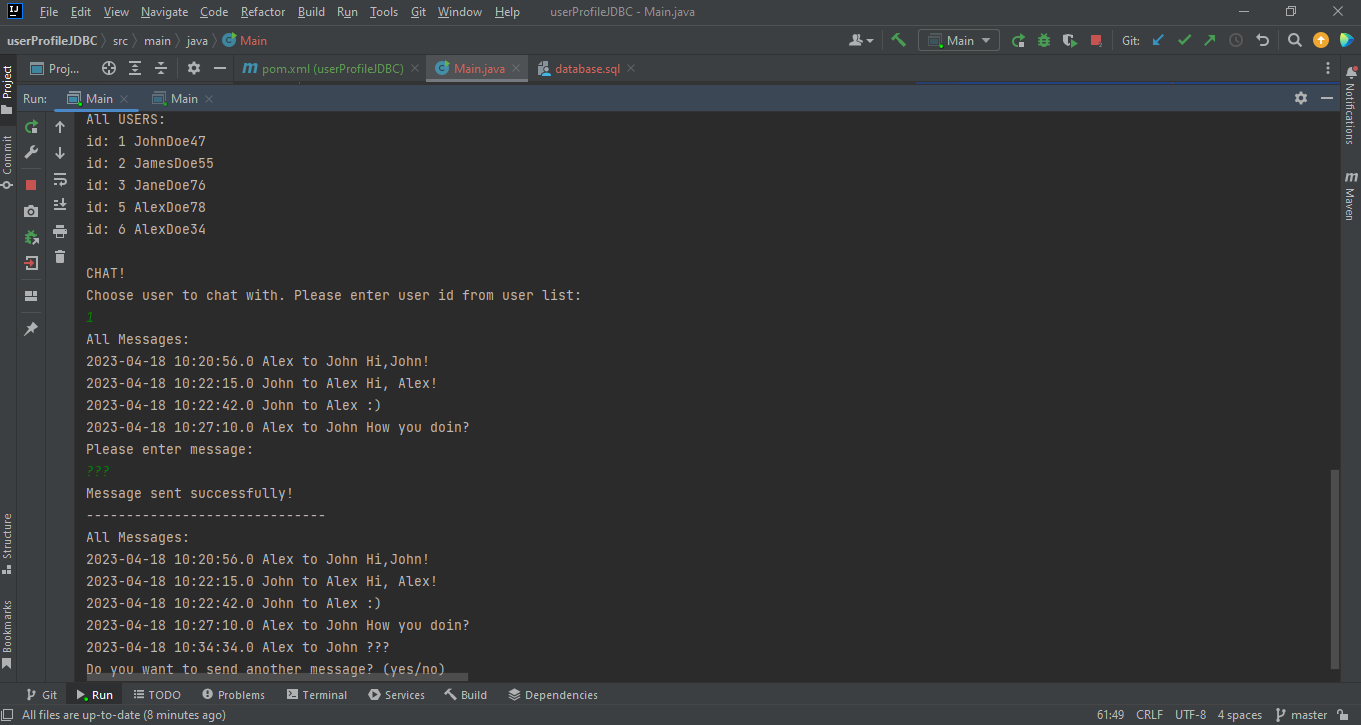 File Edit View Navigate Code Refactor Build Run Tools Git Window Help userProfileJDBC - Main.java
userProfileJDBC src main java Main Main Git:
Proj... pom.xml (userProfileJDBC) Main.java database.sql
Run: Main Main
All USERS:
id: 1 JohnDoe47
id: 2 JamesDoe55
id: 3 JaneDoe76
id: 5 AlexDoe78
id: 6 AlexDoe34
CHAT!
Choose user to chat with. Please enter user id from user list:
1
All Messages:
2023-04-18 10:20:56.0 Alex to John Hi,John!
2023-04-18 10:22:15.0 John to Alex Hi, Alex!
2023-04-18 10:22:42.0 John to Alex :)
2023-04-18 10:27:10.0 Alex to John How you doin?
Please enter message:
???
Message sent successfully!
------------------------------
All Messages:
2023-04-18 10:20:56.0 Alex to John Hi,John!
2023-04-18 10:22:15.0 John to Alex Hi, Alex!
2023-04-18 10:22:42.0 John to Alex :)
2023-04-18 10:27:10.0 Alex to John How you doin?
2023-04-18 10:34:34.0 Alex to John ???
Do you want to send another message? (yes/no)
Project
Commit
Structure
Bookmarks
Notifications
Maven
Git Run TODO Problems Terminal Services Build Dependencies
All files are up-to-date (8 minutes ago) 61:49 CRLF UTF-8 4 spaces master